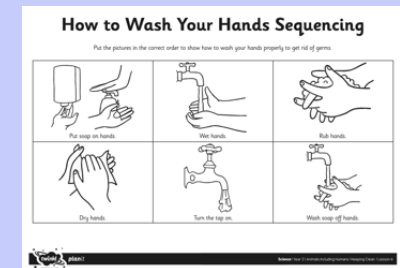 How to Wash Your Hands Sequencing
Put the pictures in the correct order to show how to wash your hands properly to get rid of germs.
Put soap on hands.
Wet hands.
Rub hands.
Dry hands.
Turn the tap on.
Wash soap off hands.
twinkl planit